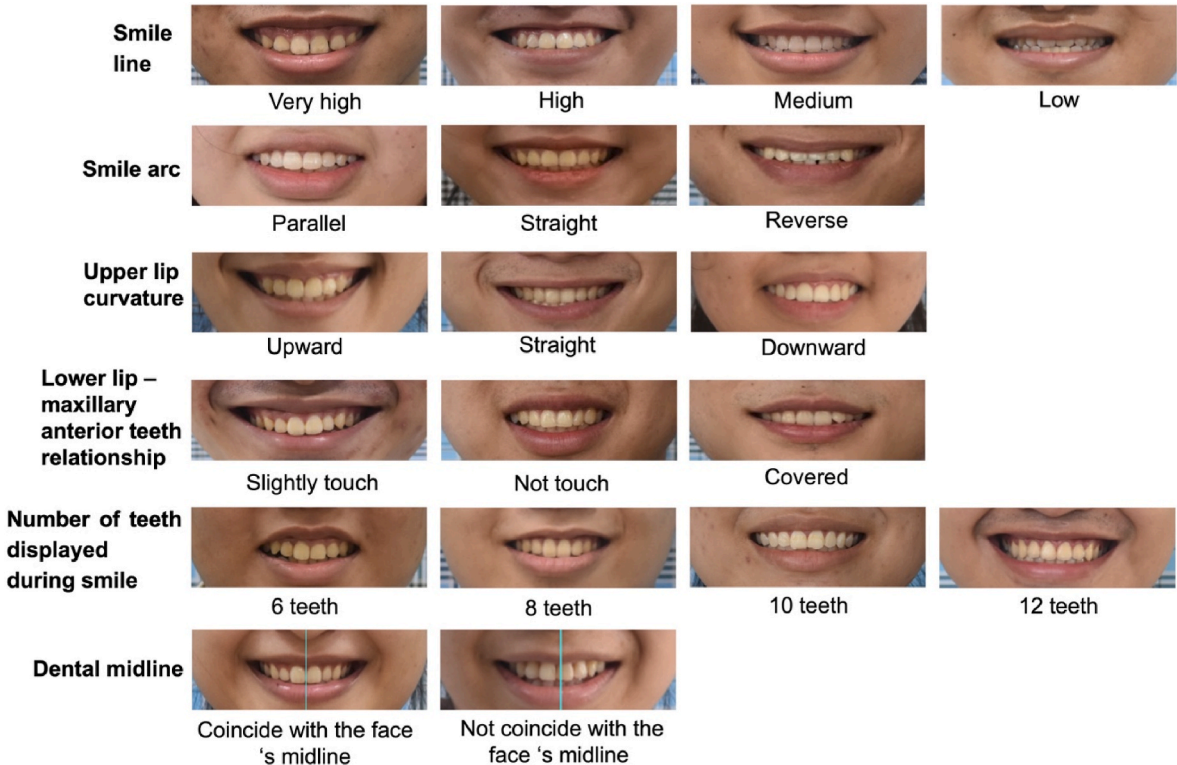 Smile
line
Very high
High
Medium
Low
Smile arc
Parallel
Straight
Reverse
Upper lip
curvature
Upward
Straight
Downward
Lower lip –
maxillary
anterior teeth
relationship
Slightly touch
Not touch
Covered
Number of teeth
displayed
during smile
6 teeth
8 teeth
10 teeth
12 teeth
Dental midline
Coincide with the face
‘s midline
Not coincide with the
face ‘s midline